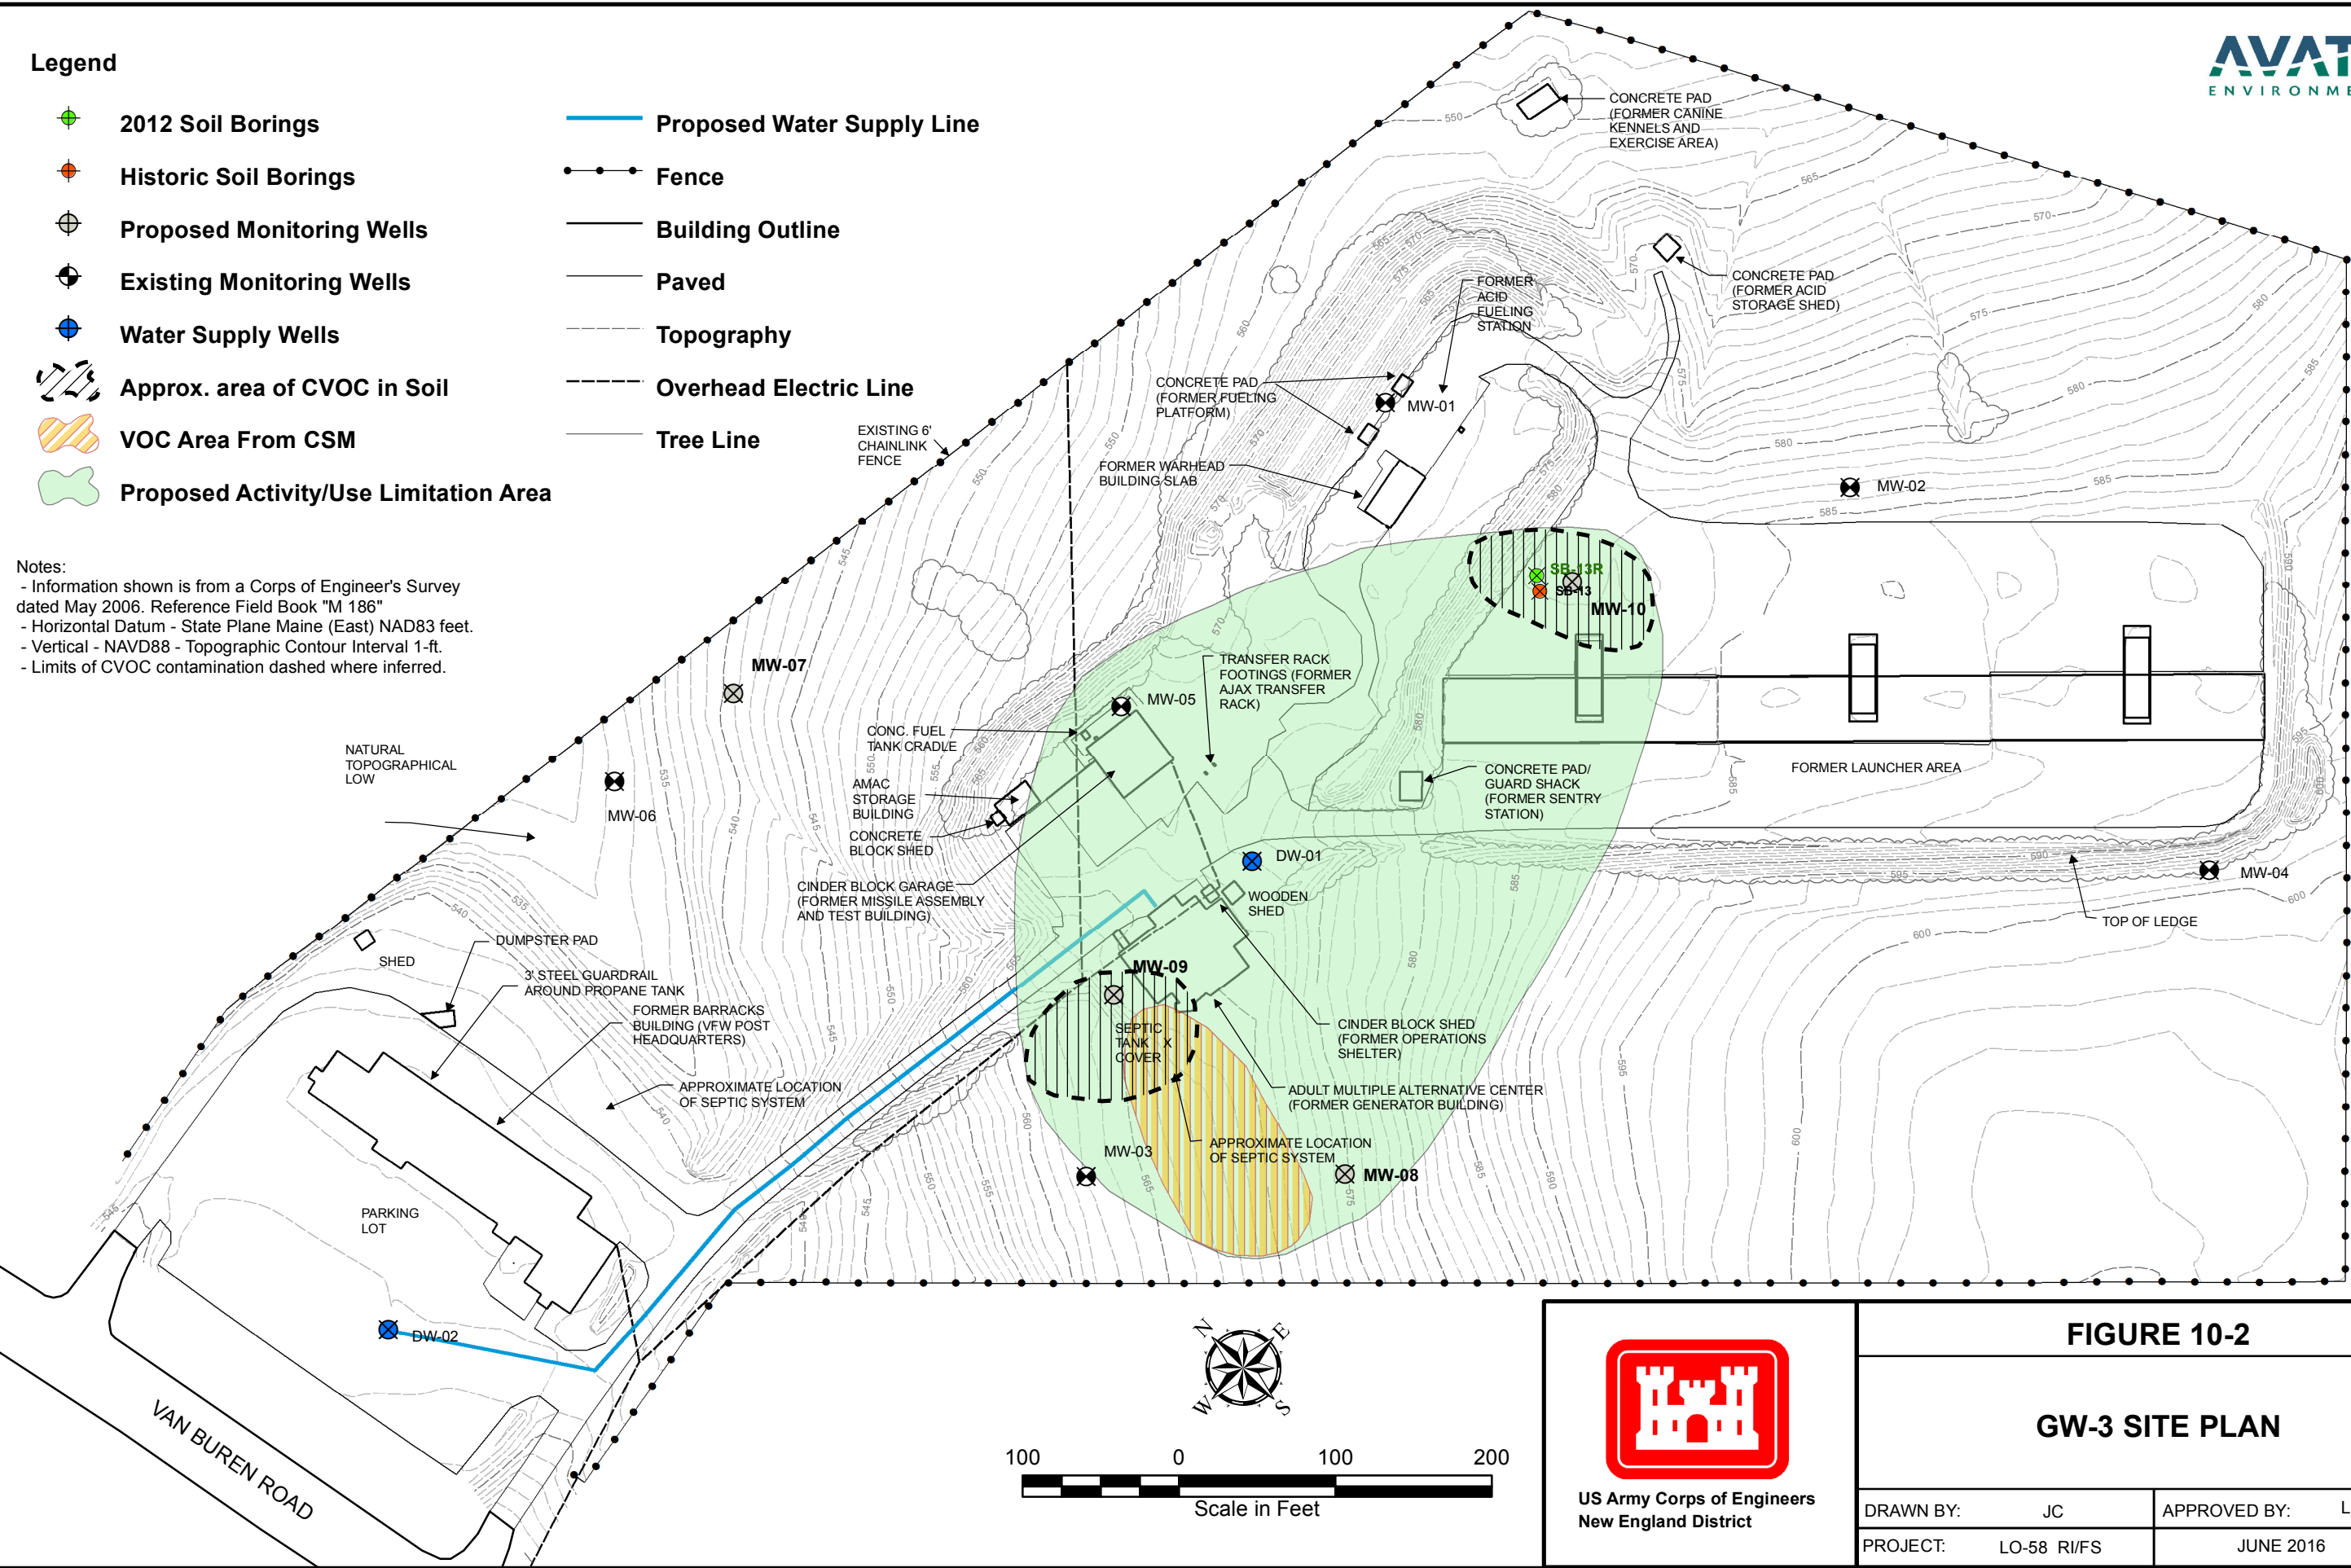 Legend
2012 Soil Borings
Historic Soil Borings
Proposed Monitoring Wells
Existing Monitoring Wells
Water Supply Wells
Approx. area of CVOC in Soil
VOC Area From CSM
Proposed Activity/Use Limitation Area
Proposed Water Supply Line
Fence
Building Outline
Paved
Topography
Overhead Electric Line
Tree Line
Notes:
- Information shown is from a Corps of Engineer's Survey
dated May 2006. Reference Field Book "M 186"
- Horizontal Datum - State Plane Maine (East) NAD83 feet.
- Vertical - NAVD88 - Topographic Contour Interval 1-ft.
- Limits of CVOC contamination dashed where inferred.
AVAT
ENVIRONME
CONCRETE PAD
(FORMER CANINE
KENNELS AND
EXERCISE AREA)
CONCRETE PAD
(FORMER ACID
STORAGE SHED)
FORMER
ACID
FUELING
STATION
CONCRETE PAD
(FORMER FUELING
PLATFORM)
MW-01
EXISTING 6'
CHAINLINK
FENCE
FORMER WARHEAD
BUILDING SLAB
MW-02
SB-13R
SB-13
MW-10
MW-07
TRANSFER RACK
FOOTINGS (FORMER
AJAX TRANSFER
RACK)
MW-05
CONC. FUEL
TANK CRADLE
NATURAL
TOPOGRAPHICAL
LOW
MW-06
AMAC
STORAGE
BUILDING
CONCRETE
BLOCK SHED
CONCRETE PAD/
GUARD SHACK
(FORMER SENTRY
STATION)
FORMER LAUNCHER AREA
DW-01
MW-04
CINDER BLOCK GARAGE
(FORMER MISSILE ASSEMBLY
AND TEST BUILDING)
WOODEN
SHED
TOP OF LEDGE
DUMPSTER PAD
SHED
3' STEEL GUARDRAIL
AROUND PROPANE TANK
MW-09
FORMER BARRACKS
BUILDING (VFW POST
HEADQUARTERS)
SEPTIC
TANK X
COVER
CINDER BLOCK SHED
(FORMER OPERATIONS
SHELTER)
APPROXIMATE LOCATION
OF SEPTIC SYSTEM
ADULT MULTIPLE ALTERNATIVE CENTER
(FORMER GENERATOR BUILDING)
MW-03
APPROXIMATE LOCATION
OF SEPTIC SYSTEM
MW-08
PARKING
LOT
DW-02
VAN BUREN ROAD
N
E
W
S
100 0 100 200
Scale in Feet
US Army Corps of Engineers
New England District
FIGURE 10-2
GW-3 SITE PLAN
DRAWN BY: JC
APPROVED BY: L
PROJECT: LO-58 RI/FS
JUNE 2016